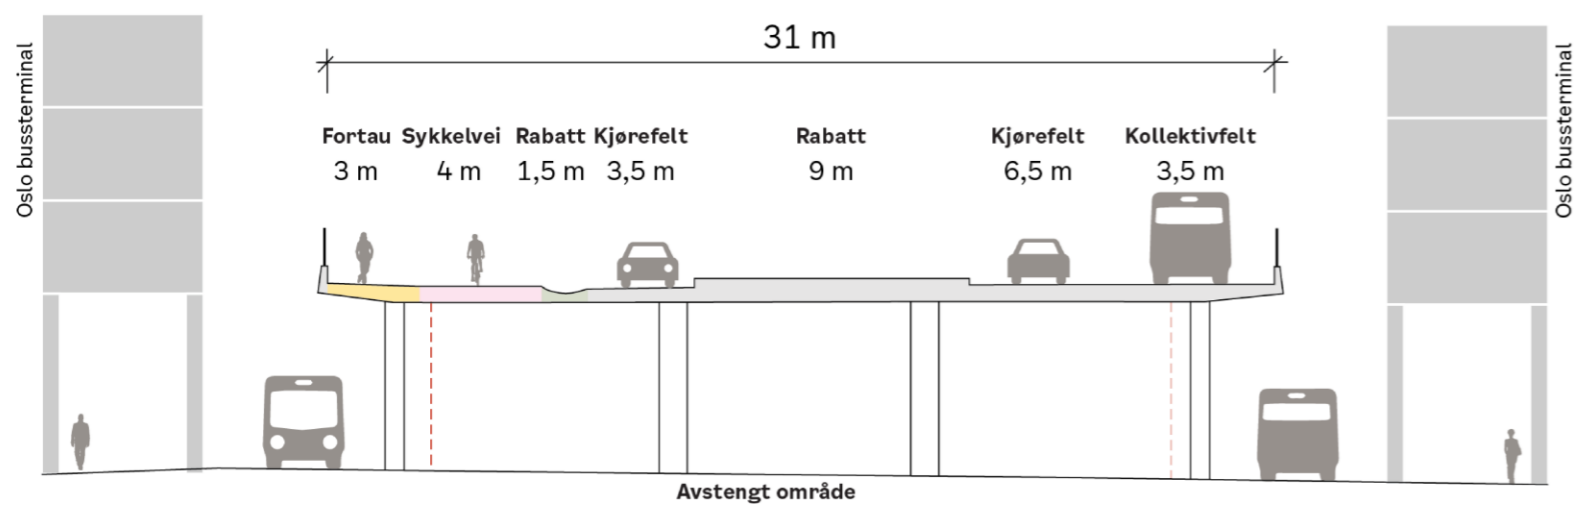 31 m
Oslo bussterminal
Oslo bussterminal
Fortau Sykkelvei Rabatt Kjørefelt Rabatt Kjørefelt Kollektivfelt
3 m 4 m 1,5 m 3,5 m 9 m 6,5 m 3,5 m
Avstengt område